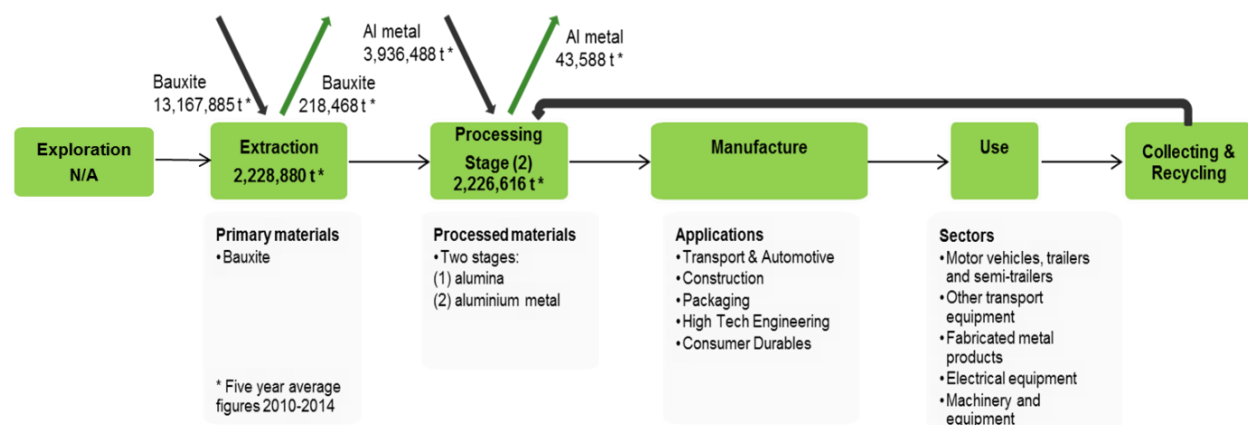 Bauxite
13,167,885 t*
Bauxite
218,468 t*
Al metal
3,936,488 t*
Al metal
43,588 t*
Exploration
N/A
Extraction
2,228,880 t*
Processing
Stage (2)
2,226,616 t*
Manufacture
Use
Collecting &
Recycling
Primary materials
•Bauxite
* Five year average
figures 2010-2014
Processed materials
•Two stages:
(1) alumina
(2) aluminium metal
Applications
•Transport & Automotive
•Construction
•Packaging
•High Tech Engineering
•Consumer Durables
Sectors
•Motor vehicles, trailers
and semi-trailers
•Other transport
equipment
•Fabricated metal
products
•Electrical equipment
•Machinery and
equipment